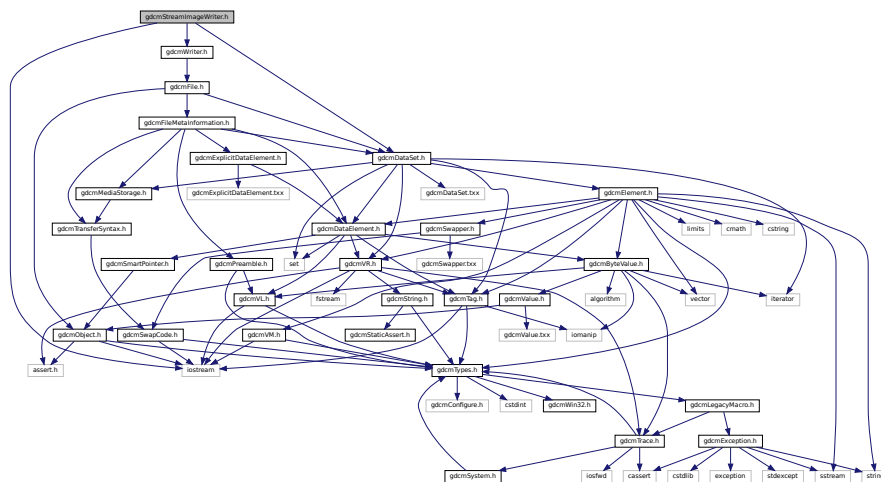 gdcmStreamImageWriter.h
gdcmWriter.h
gdcmFile.h
gdcmFileMetaInformation.h
gdcmExplicitDataElement.h
gdcmDataSet.h
gdcmMediaStorage.h
gdcmExplicitDataElement.txx
gdcmDataSet.txx
gdcmElement.h
gdcmTransferSyntax.h
gdcmDataElement.h
gdcmSwapper.h
limits
cmath
cstring
gdcmSmartPointer.h
gdcmPreamble.h
set
gdcmVR.h
gdcmSwapper.txx
gdcmByteValue.h
gdcmVL.h
fstream
gdcmString.h
gdcmTag.h
gdcmValue.h
algorithm
vector
iterator
gdcmObject.h
gdcmSwapCode.h
gdcmVM.h
gdcmStaticAssert.h
gdcmValue.txx
iomanip
assert.h
iostream
gdcmTypes.h
gdcmConfigure.h
cstdint
gdcmWin32.h
gdcmLegacyMacro.h
gdcmTrace.h
gdcmException.h
gdcmSystem.h
iosfwd
cassert
cstdlib
exception
stdexcept
sstream